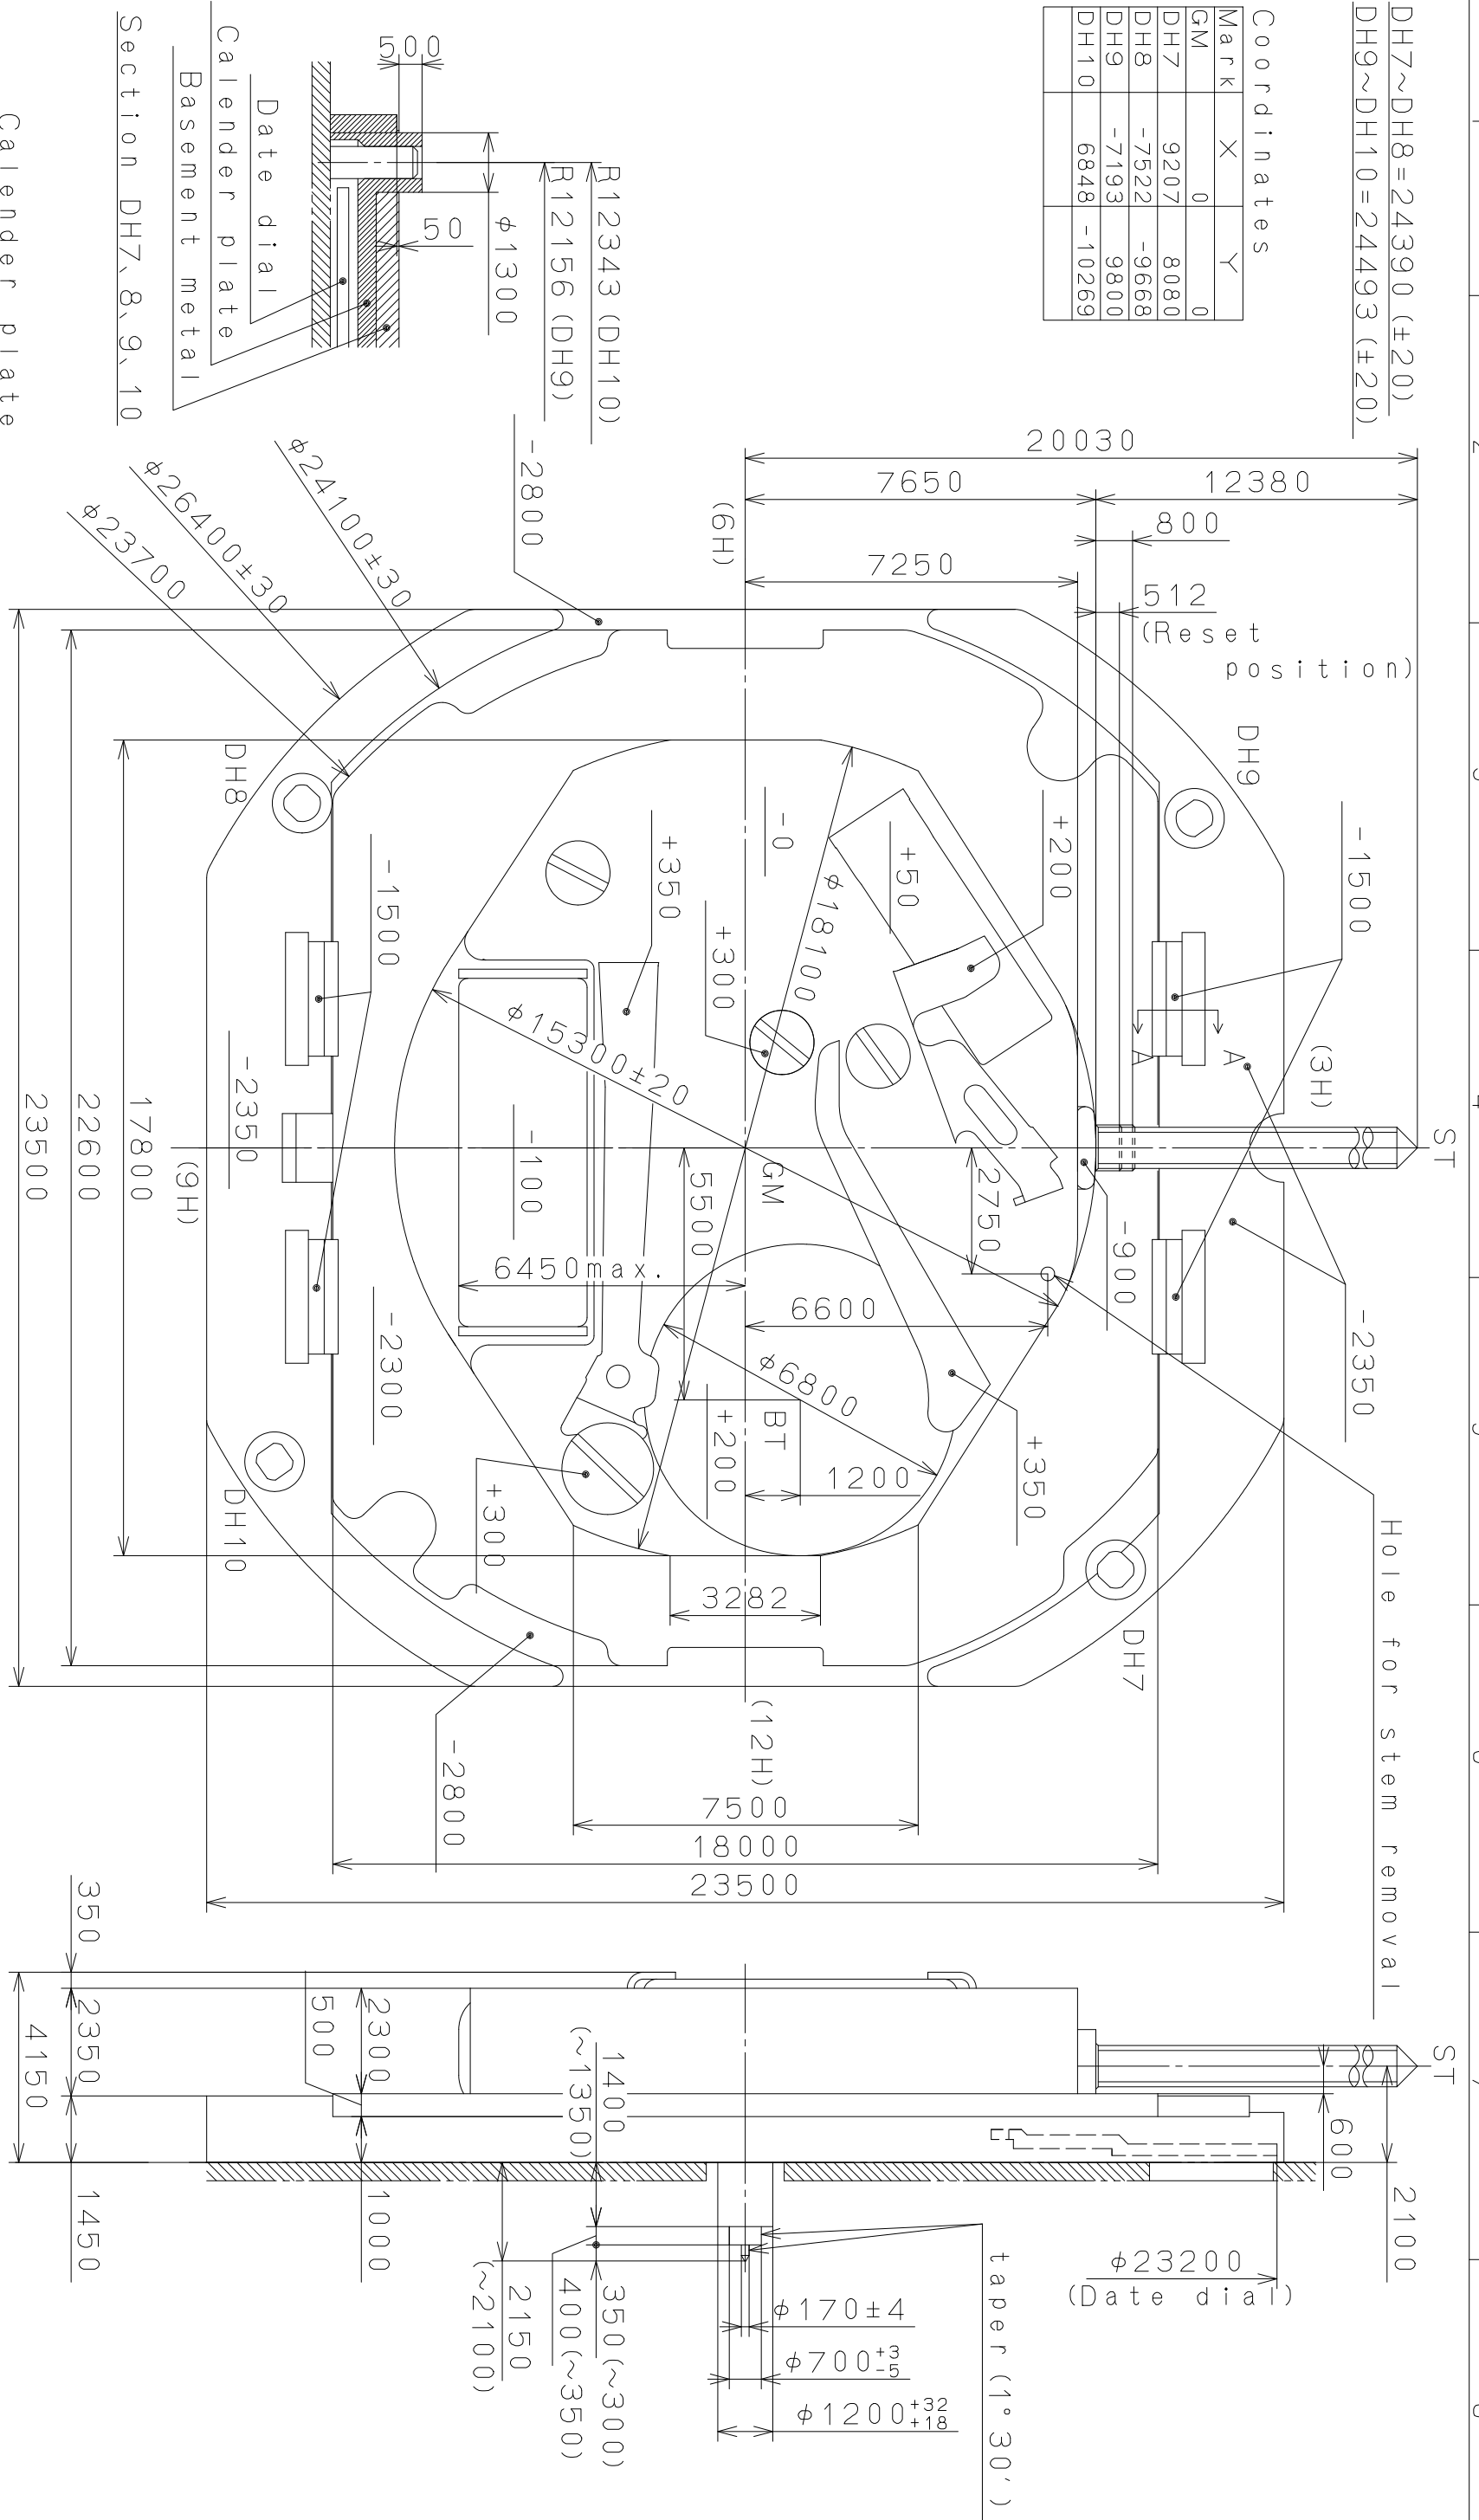 DH7~DH8=24390(±20)
DH9~DH10=24493(±20)
Coordinates
Mark X Y
GM 0 0
DH7 9207 8080
DH8 -7522 -9668
DH9 -7193 9800
DH10 6848 -10269
500
50
φ1300
R12343(DH10)
R12156(DH9)
Date dial
Calender plate
Basement metal
Section DH7,8,9,10
Calender plate
2
3
4
5
6
7
8
20030
7650
12380
800
7250
512
(Reset
position)
(6H)
-2800
φ24100±30
φ26400±30
φ23700
DH8
DH9
-1500
-1500
(3H)
A
A
ST
-0
+50
+200
+350
+300
φ18100
φ15300±20
-100
GM
5500
2750
-900
6450max.
6600
φ6800
BT
+200
1200
+350
+300
-2350
-2350
(9H)
-2300
DH10
DH7
Hole for stem removal
3282
(12H)
-2800
7500
18000
23500
17800
22600
23500
350
2350
4150
500
2300
1450
1000
1400
(~1350)
350(~300)
400(~350)
2150
(~2100)
ST
600
2100
φ23200
(Date dial)
taper(1°30')
φ170±4
φ700+3-5
φ1200+32+18